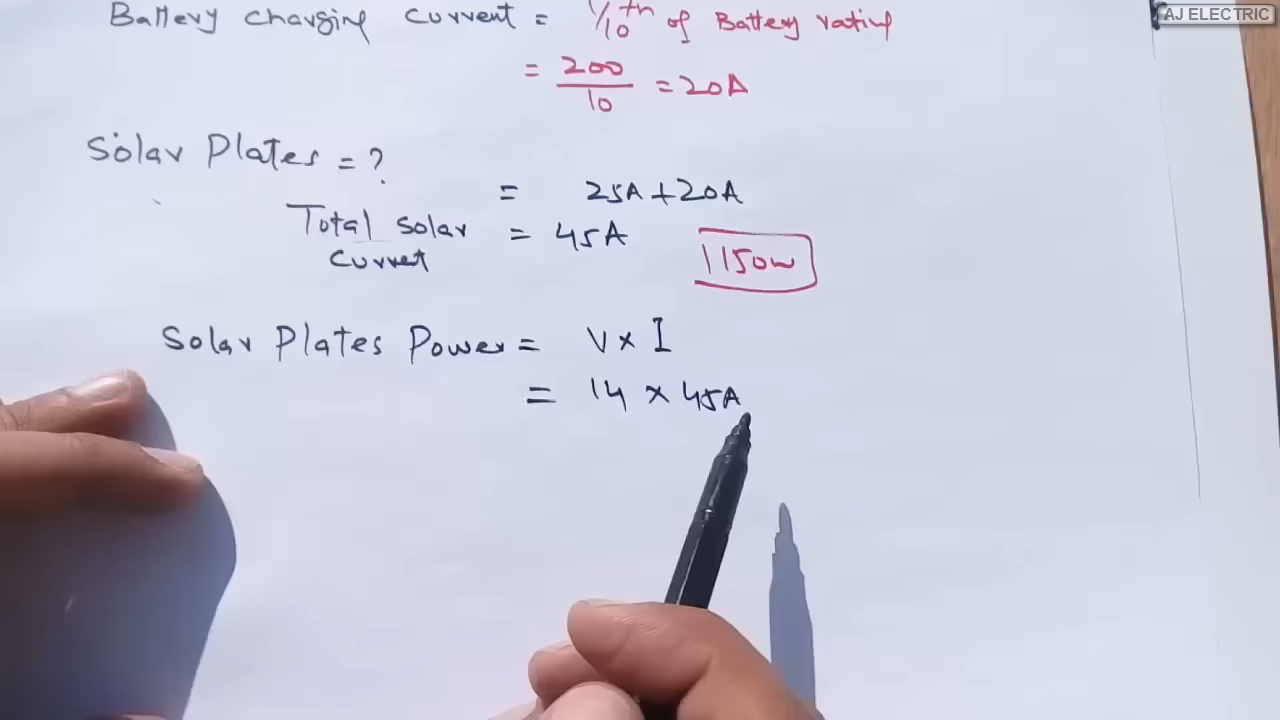 AJ ELECTRIC
Battery charging current = 1/10th of Battery rating
= 200/10 = 20A
Solar Plates = ?
= 25A + 20A
Total solar current = 45A
1150w
Solar Plates Power = V × I
= 14 × 45A